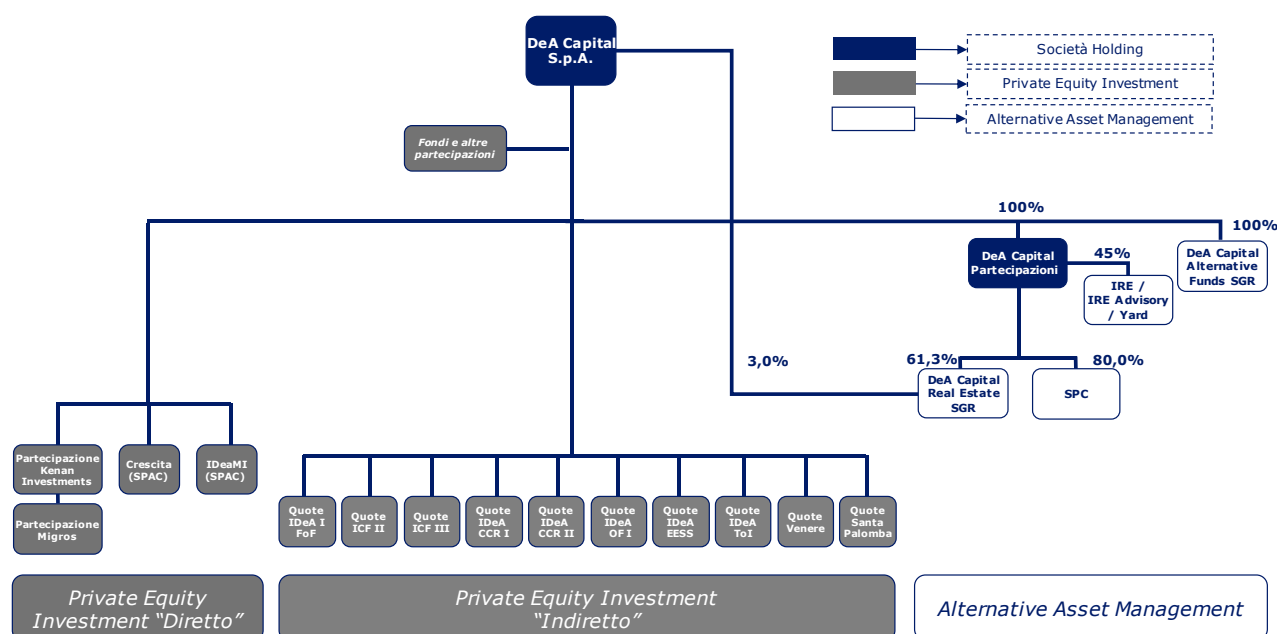 DeA Capital
S.p.A.
Società Holding
Private Equity Investment
Alternative Asset Management
Fondi e altre
partecipazioni
100%
100%
DeA Capital
Partecipazioni
45%
DeA Capital
Alternative
Funds SGR
IRE /
IRE Advisory
/ Yard
3,0%
61,3%
80,0%
DeA Capital
Real Estate
SGR
SPC
Partecipazione
Kenan
Investments
Crescita
(SPAC)
IDeaMI
(SPAC)
Partecipazione
Migros
Quote
IDeA I
FoF
Quote
ICF II
Quote
ICF III
Quote
IDeA
CCR I
Quote
IDeA
CCR II
Quote
IDeA
OF I
Quote
IDeA
EESS
Quote
IDeA
ToI
Quote
Venere
Quote
Santa
Palomba
Private Equity
Investment “Diretto”
Private Equity Investment
“Indiretto”
Alternative Asset Management